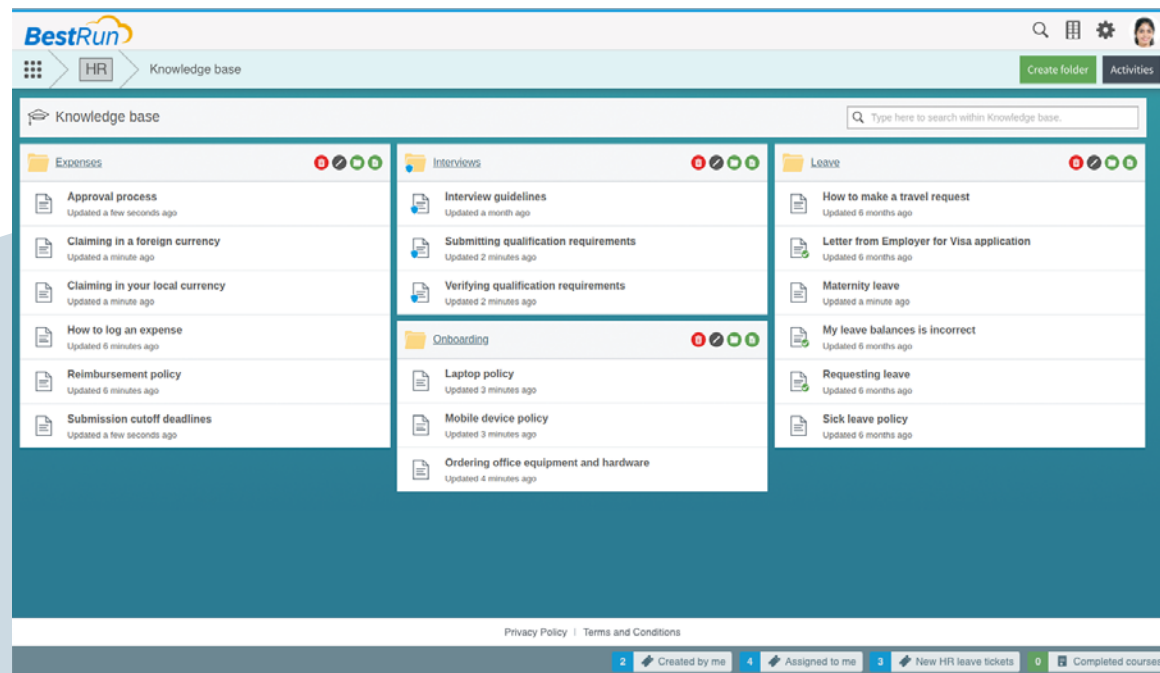 BestRun
HR Knowledge base Create folder Activities
Knowledge base Type here to search within Knowledge base.
Expenses
Approval process
Updated a few seconds ago
Claiming in a foreign currency
Updated a minute ago
Claiming in your local currency
Updated a minute ago
How to log an expense
Updated 6 minutes ago
Reimbursement policy
Updated 6 minutes ago
Submission cutoff deadlines
Updated a few seconds ago
Interviews
Interview guidelines
Updated a month ago
Submitting qualification requirements
Updated 2 minutes ago
Verifying qualification requirements
Updated 2 minutes ago
Onboarding
Laptop policy
Updated 3 minutes ago
Mobile device policy
Updated 3 minutes ago
Ordering office equipment and hardware
Updated 4 minutes ago
Leave
How to make a travel request
Updated 6 months ago
Letter from Employer for Visa application
Updated 6 months ago
Maternity leave
Updated a minute ago
My leave balances is incorrect
Updated 6 months ago
Requesting leave
Updated 6 months ago
Sick leave policy
Updated 6 months ago
Privacy Policy | Terms and Conditions
2 Created by me 4 Assigned to me 3 New HR leave tickets 0 Completed courses